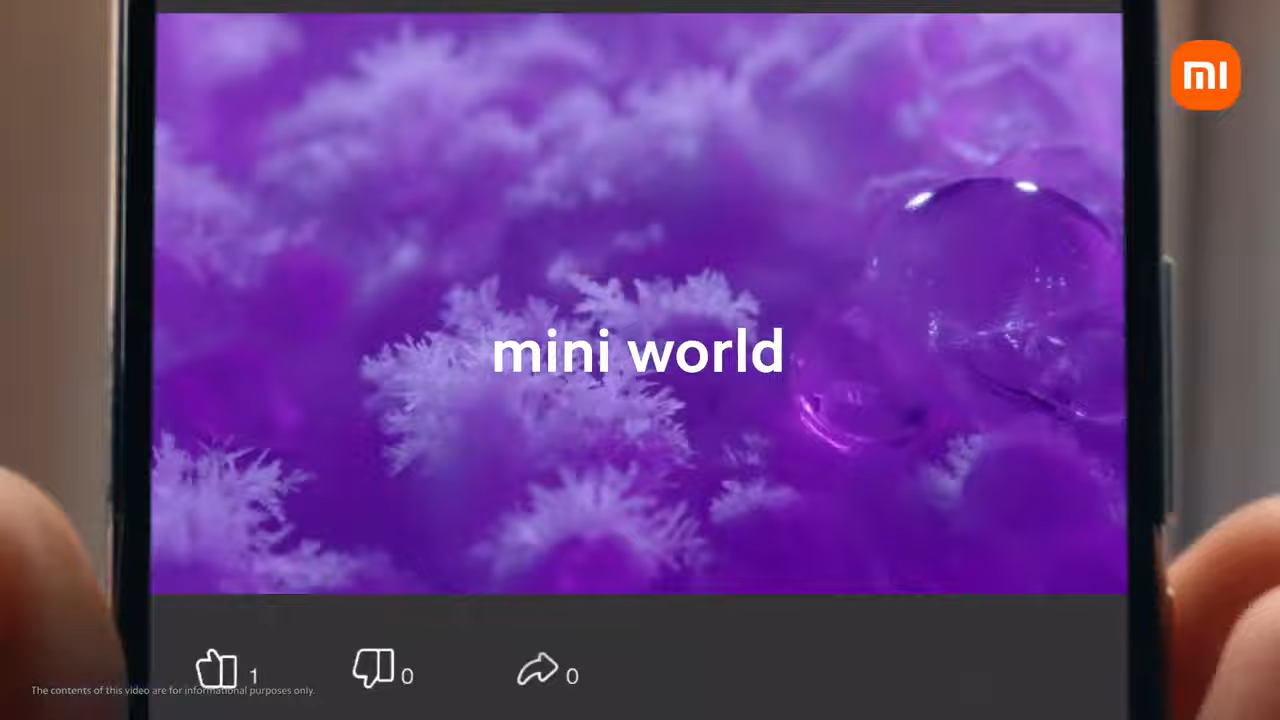 mi
mini world
1
0
0
The contents of this video are for informational purposes only.